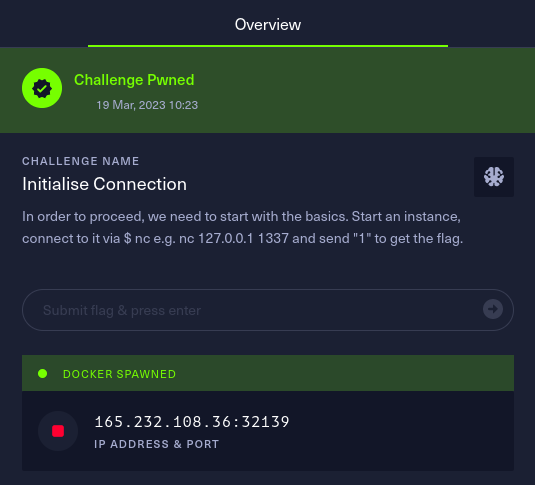 Overview
Challenge Pwned
19 Mar, 2023 10:23
CHALLENGE NAME
Initialise Connection
In order to proceed, we need to start with the basics. Start an instance,
connect to it via $ nc e.g. nc 127.0.0.1 1337 and send "1" to get the flag.
Submit flag & press enter
DOCKER SPAWNED
165.232.108.36:32139
IP ADDRESS & PORT